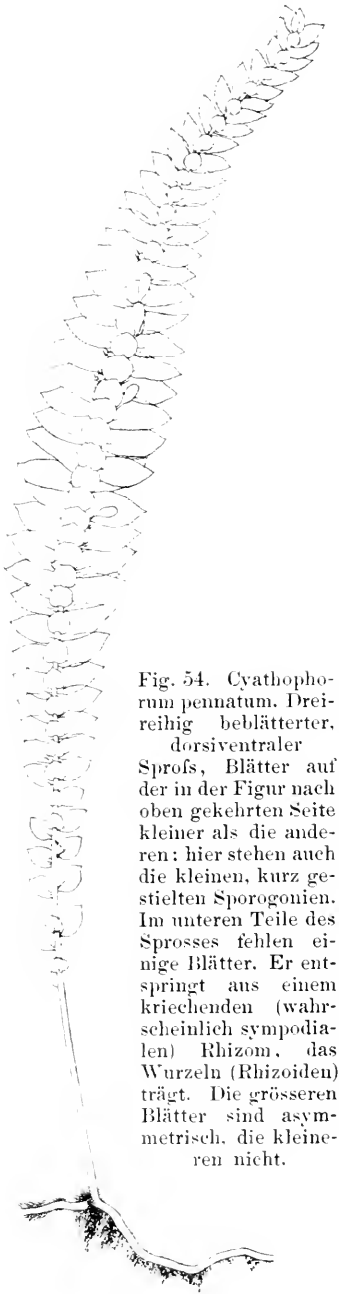 Fig. 54. Cyathopho-
rum pennatum. Drei-
reihig beblätterter,
dorsiventraler
Sprofs, Blätter auf
der in der Figur nach
oben gekehrten Seite
kleiner als die ande-
ren: hier stehen auch
die kleinen, kurz ge-
stielten Sporogonien.
Im unteren Teile des
Sprosses fehlen ei-
nige Blätter. Er ent-
springt aus einem
kriechenden (wahr-
scheinlich sympodia-
len) Rhizom, das
Wurzeln (Rhizoiden)
trägt. Die grösseren
Blätter sind asym-
metrisch, die kleine-
ren nicht.